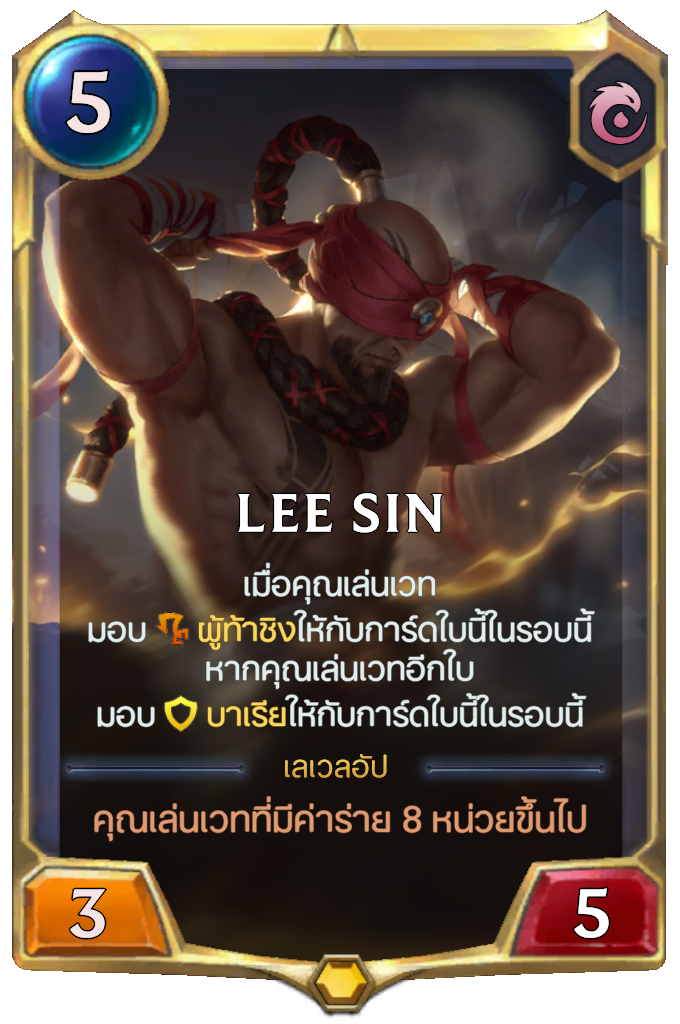 5
LEE SIN
เมื่อคุณเล่นเวท
มอบ ผู้ท้าชิงให้กับการ์ดใบนี้ในรอบนี้
หากคุณเล่นเวทอีกใบ
มอบ บาเรียให้กับการ์ดใบนี้ในรอบนี้
เลเวลอัป
คุณเล่นเวทที่มีค่าร่าย 8 หน่วยขึ้นไป
3
5